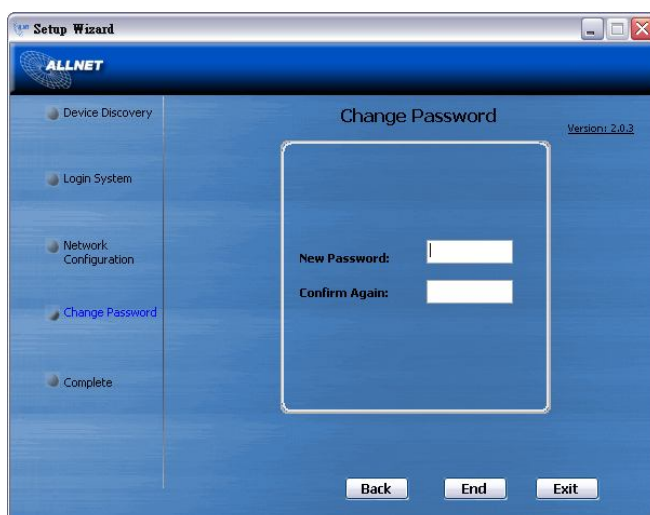 Setup Wizard
ALLNET
Device Discovery
Login System
Network
Configuration
Change Password
Complete
Change Password
Version: 2.0.3
New Password:
Confirm Again:
Back
End
Exit